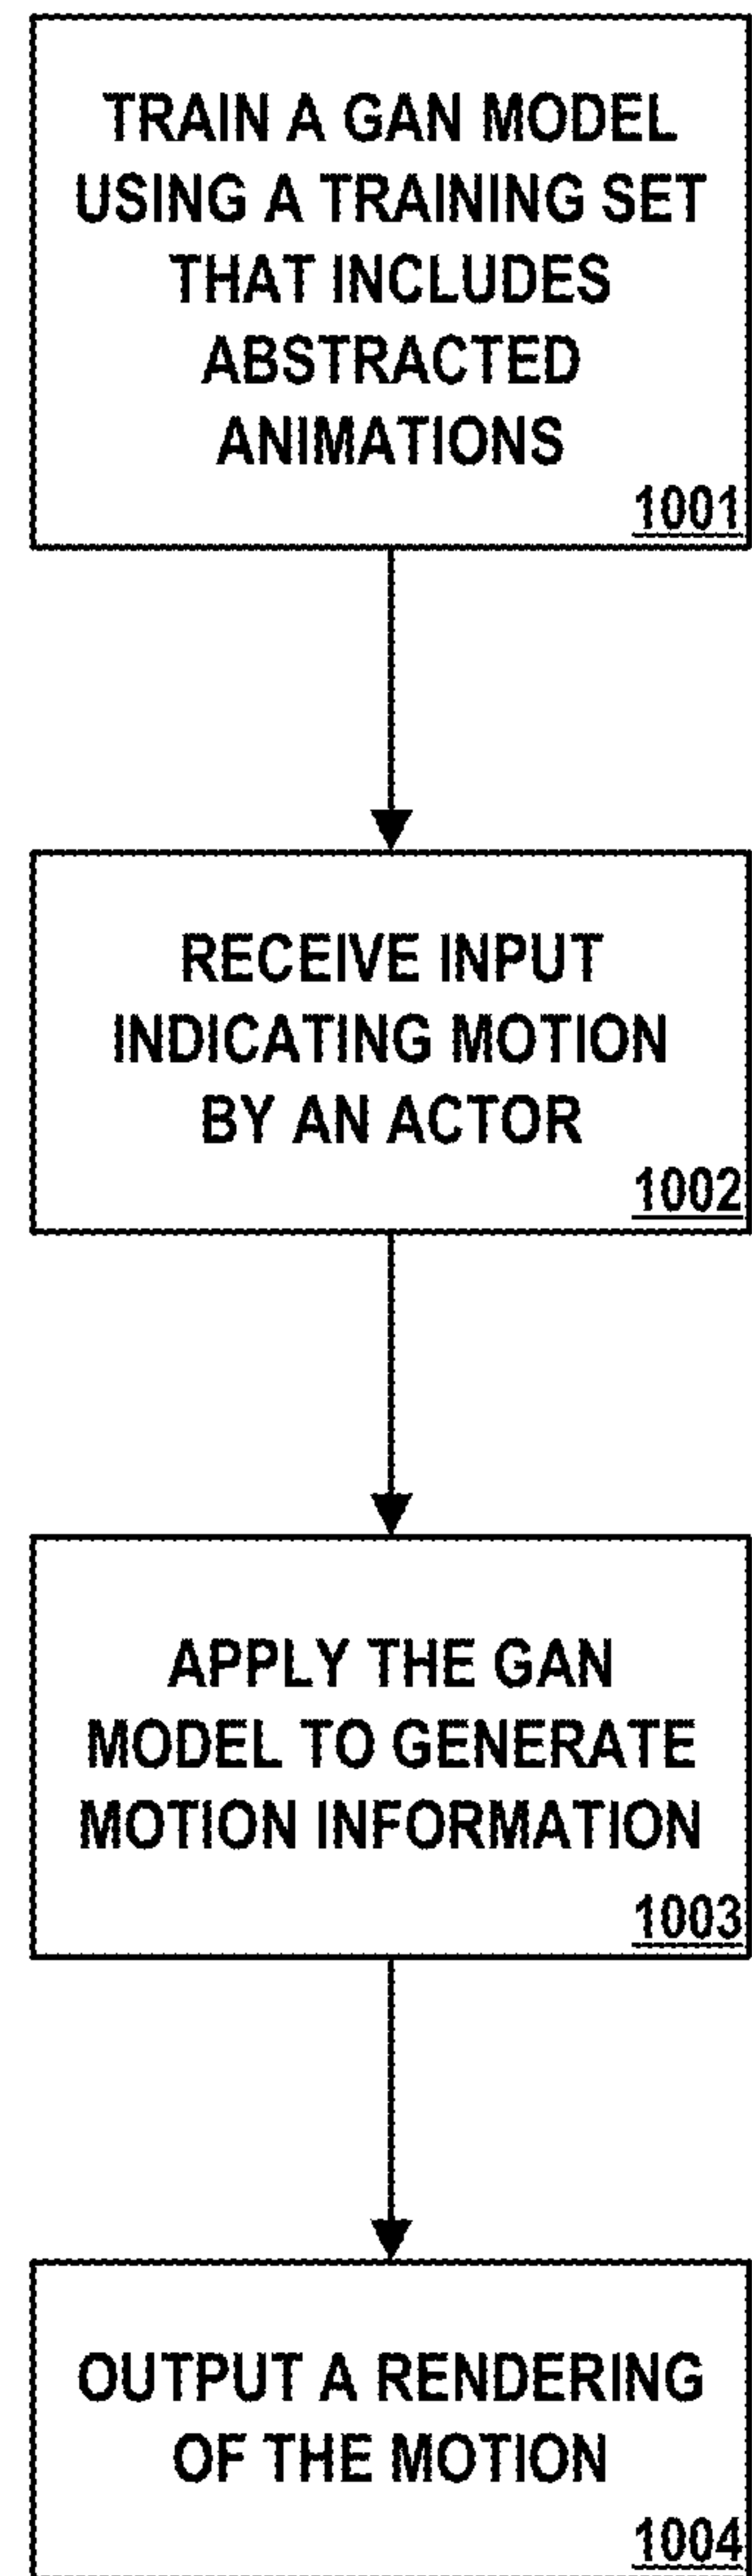 TRAIN A GAN MODEL
USING A TRAINING SET
THAT INCLUDES
ABSTRACTED
ANIMATIONS
1001
RECEIVE INPUT
INDICATING MOTION
BY AN ACTOR
1002
APPLY THE GAN
MODEL TO GENERATE
MOTION INFORMATION
1003
OUTPUT A RENDERING
OF THE MOTION
1004